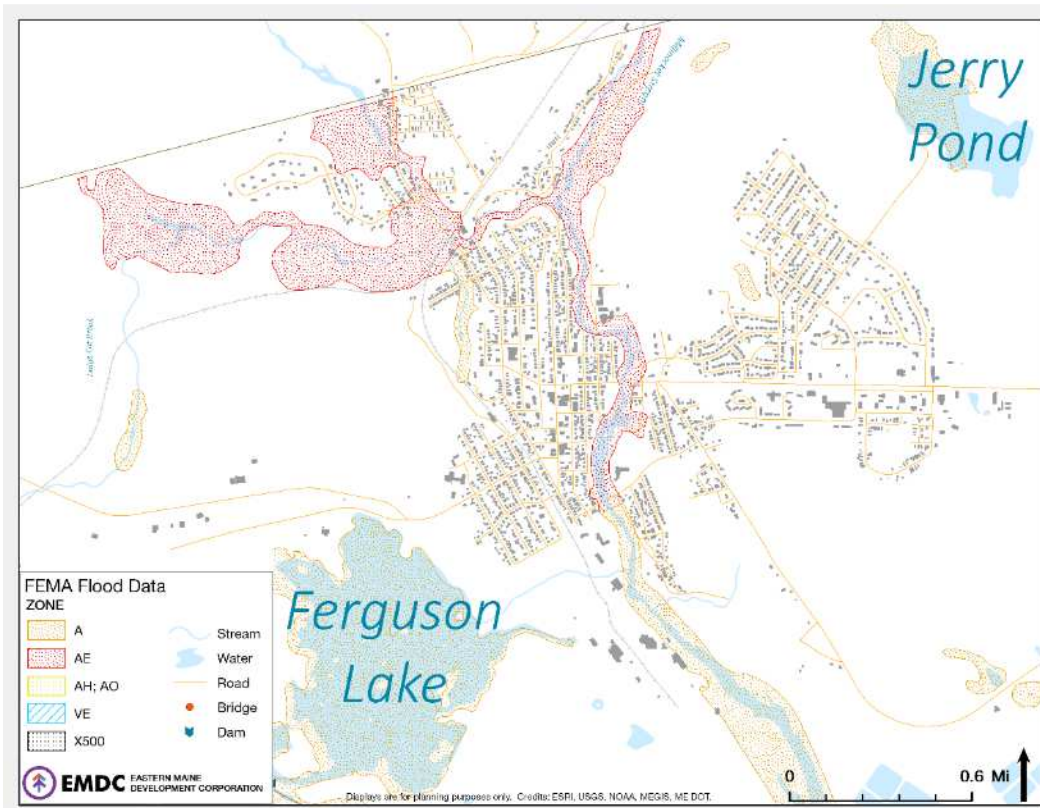 Jerry
Pond
Ferguson
Lake
FEMA Flood Data
ZONE
A
AE
AH; AO
VE
X500
Stream
Water
Road
Bridge
Dam
EMDC EASTERN MAINE
DEVELOPMENT CORPORATION
Displays are for planning purposes only. Credits: ESRI, USGS, NOAA, MEGIS, ME DOT.
0 0.6 Mi